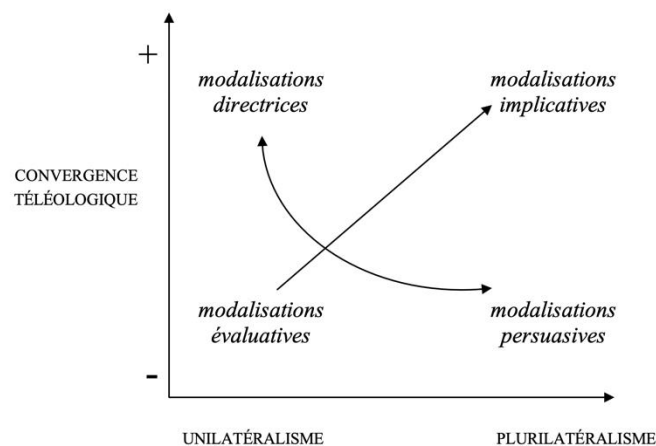 +
modalisations
directrices
modalisations
implicatives
CONVERGENCE
TÉLÉOLOGIQUE
modalisations
évaluatives
modalisations
persuasives
-
UNILATÉRALISME
PLURILATÉRALISME